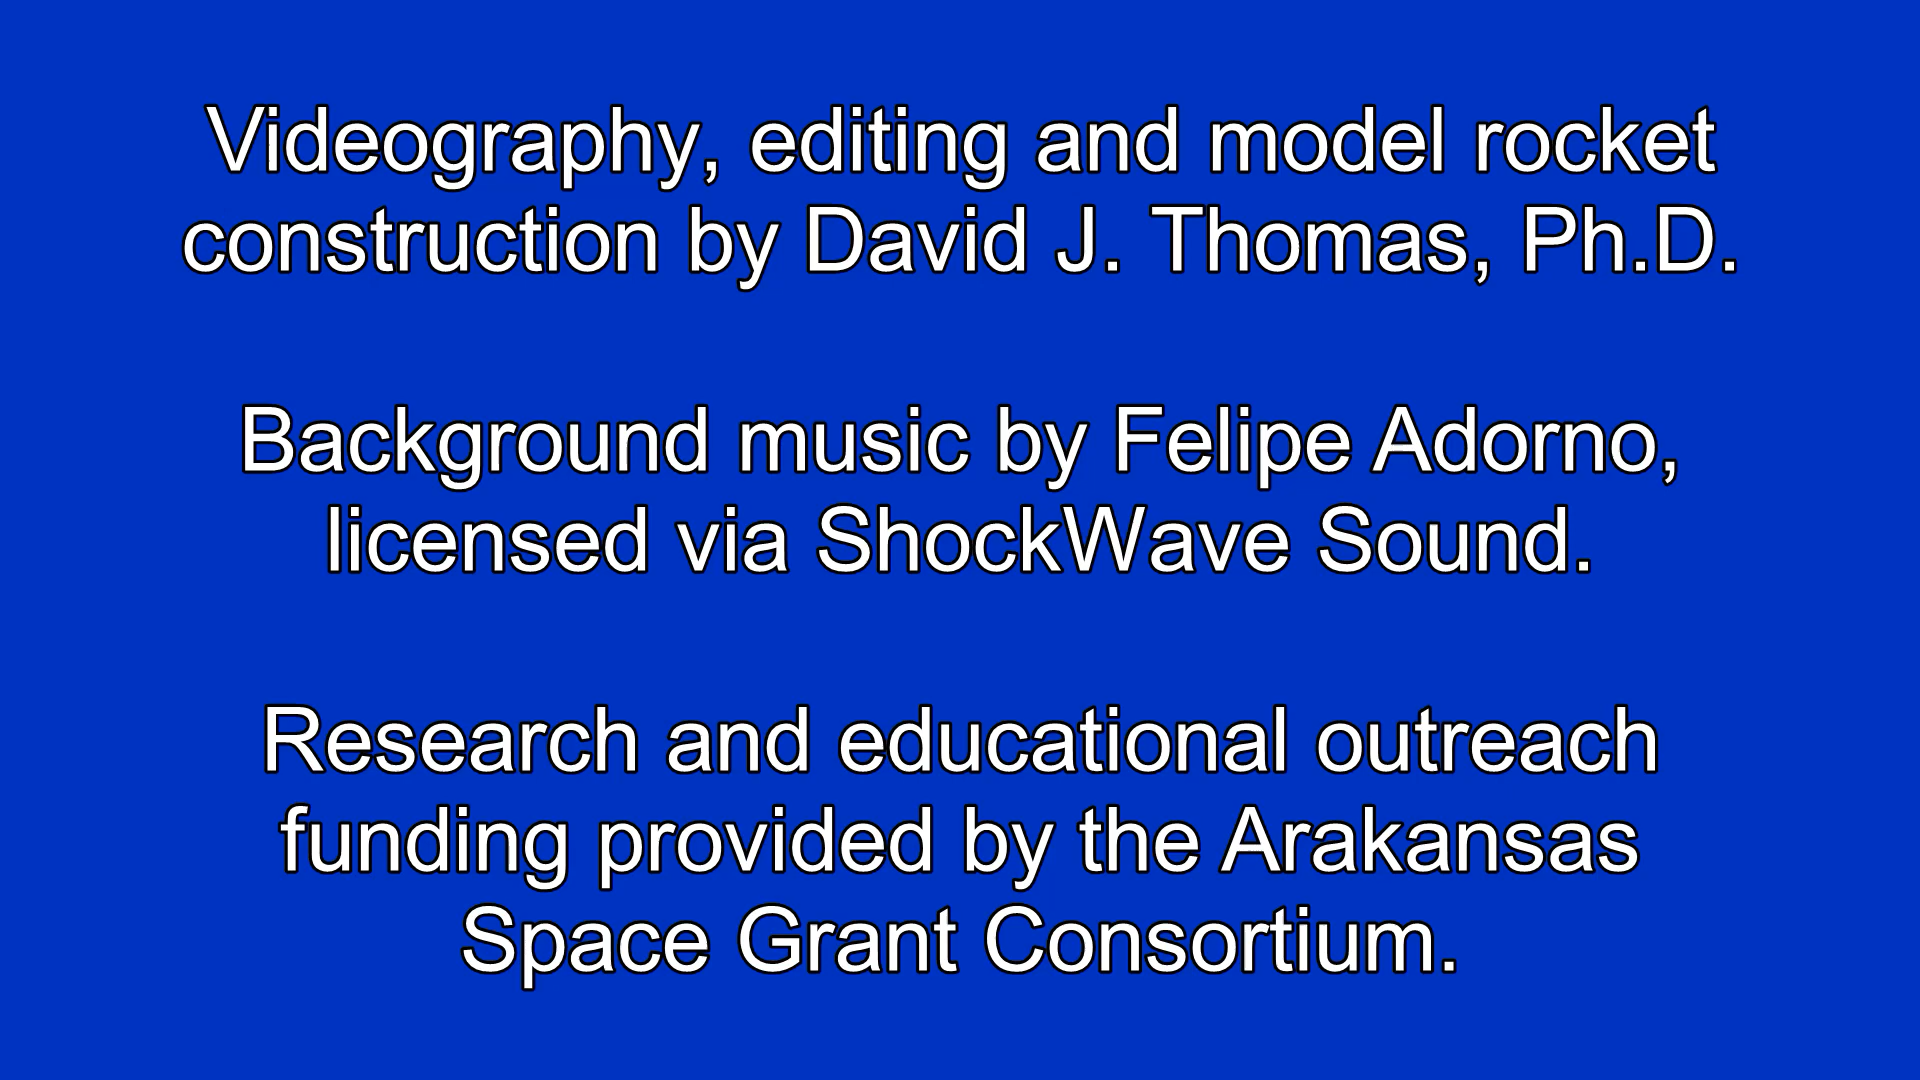 Videography, editing and model rocket
construction by David J. Thomas, Ph.D.
Background music by Felipe Adorno,
licensed via ShockWave Sound.
Research and educational outreach
funding provided by the Arakansas
Space Grant Consortium.